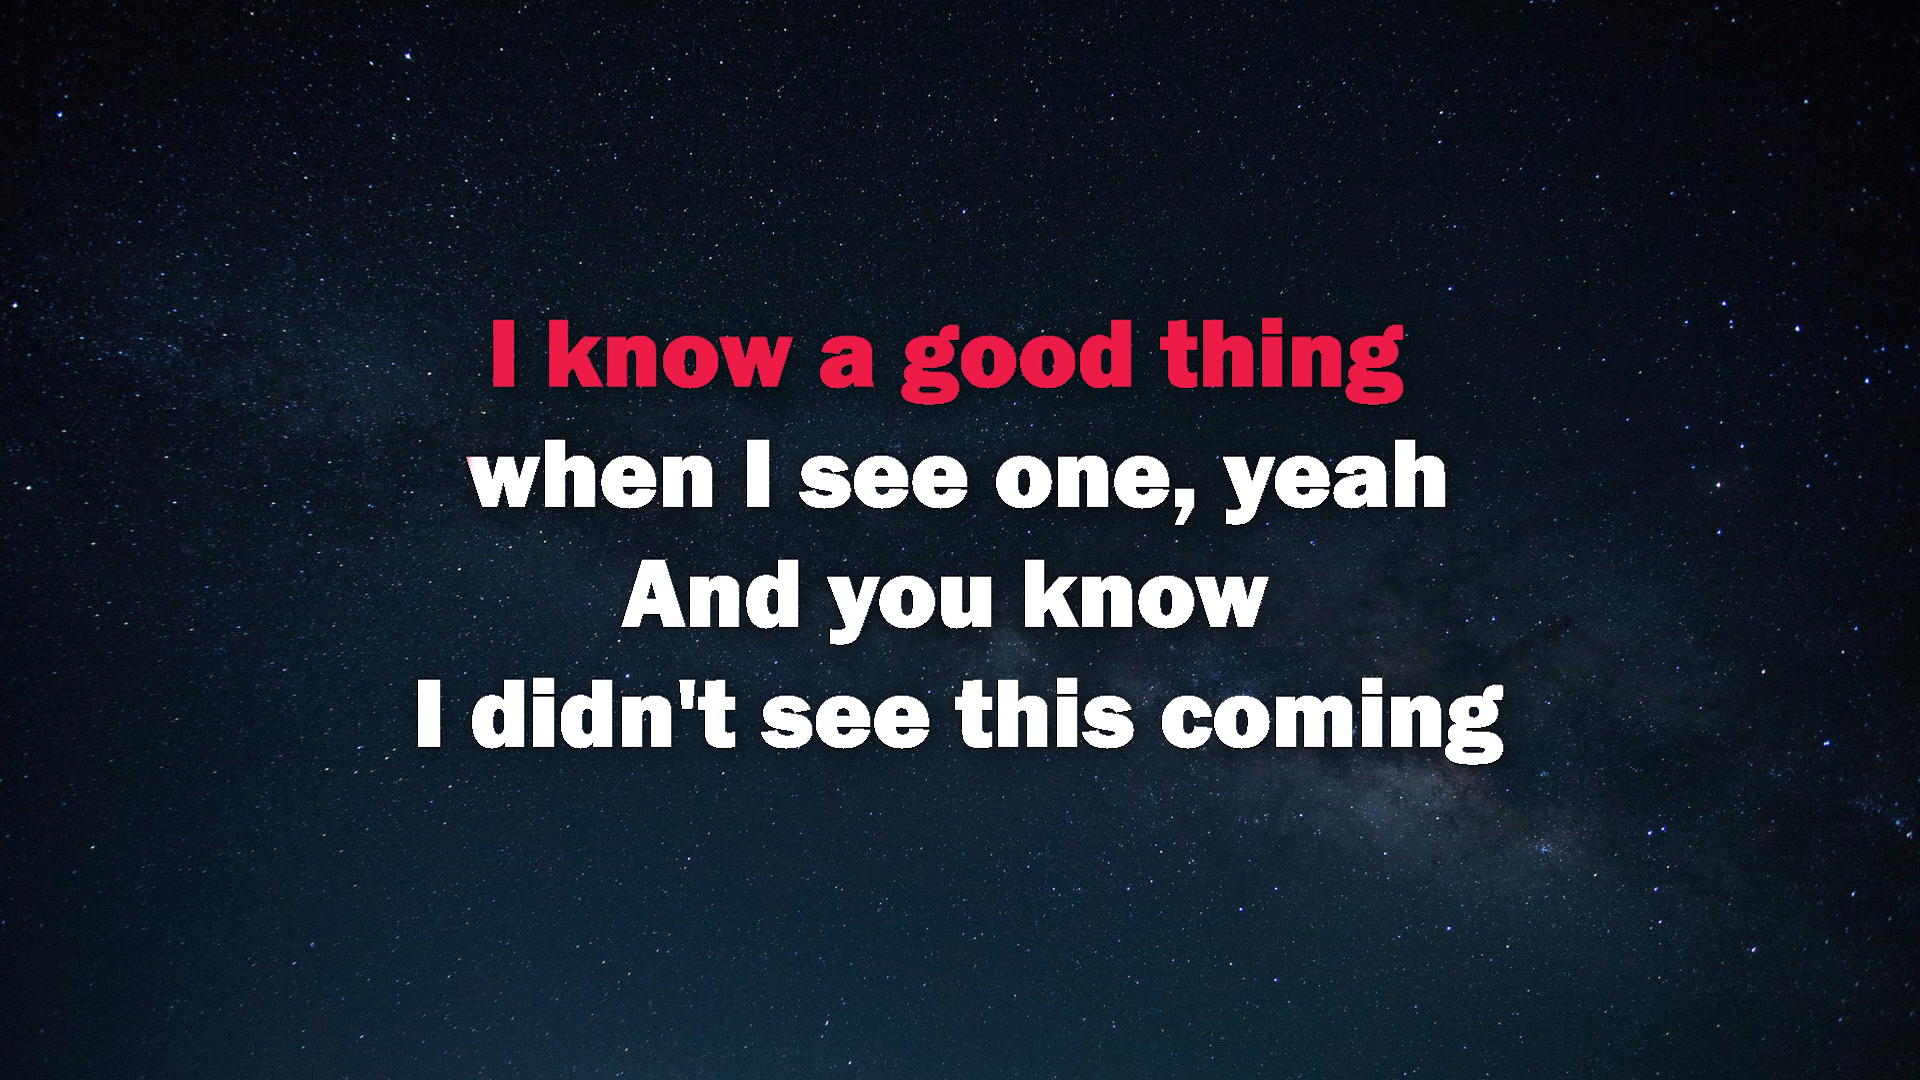 I know a good thing
when I see one, yeah
And you know
I didn't see this coming